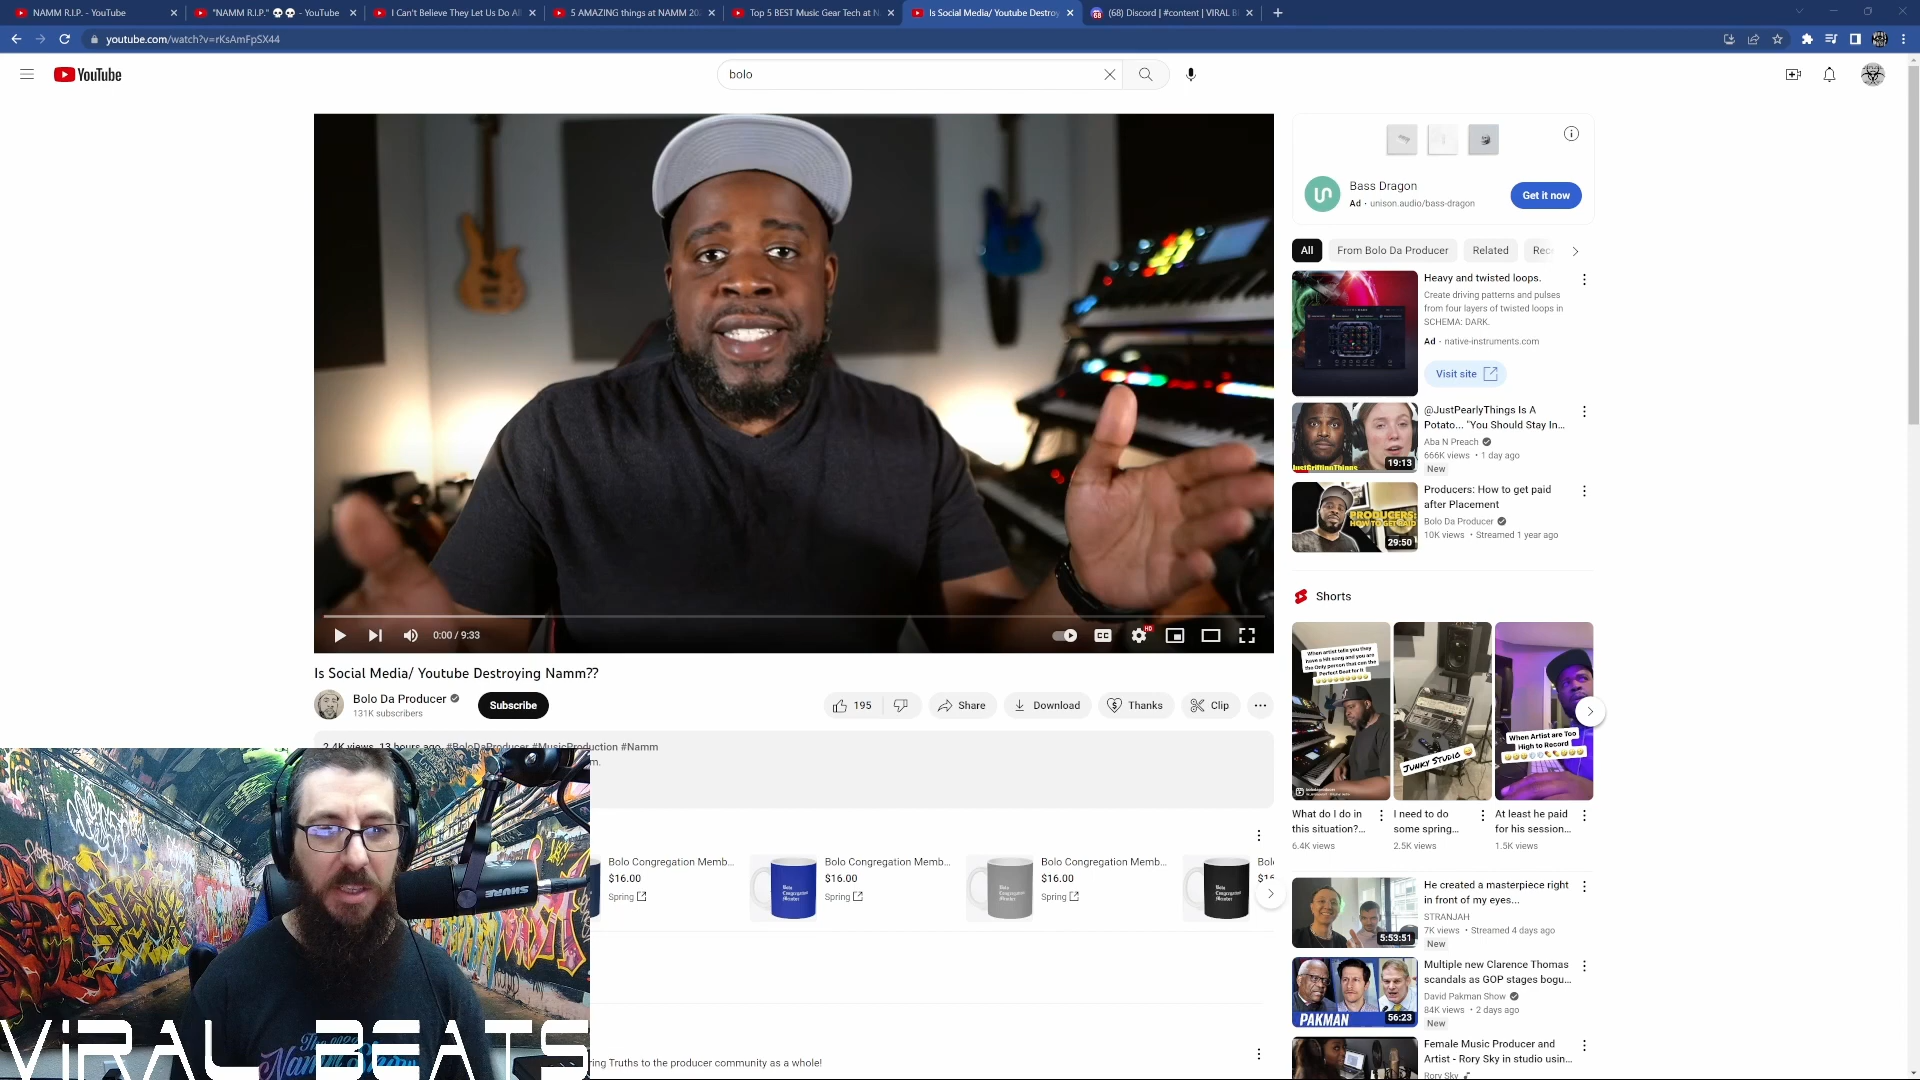 NAMM R.I.P. - YouTube
"NAMM R.I.P." 💀💀 - YouTube
I Can't Believe They Let Us Do A
5 AMAZING things at NAMM 20
Top 5 BEST Music Gear Tech at N
Is Social Media/ Youtube Destroy
(68) Discord | #content | VIRAL B
youtube.com/watch?v=rKsAmFpSX44
YouTube
bolo
Bass Dragon
Ad · unison.audio/bass-dragon
Get it now
All
From Bolo Da Producer
Related
Rec
Heavy and twisted loops.
Create driving patterns and pulses
from four layers of twisted loops in
SCHEMA: DARK.
Ad · native-instruments.com
Visit site
@JustPearlyThings Is A
Potato... "You Should Stay In...
Aba N Preach
666K views • 1 day ago
New
JustGriftinThings
19:13
Producers: How to get paid
after Placement
Bolo Da Producer
10K views • Streamed 1 year ago
PRODUCERS:
HOW TO GET PAID
29:50
0:00 / 9:33
CC
HD
Is Social Media/ Youtube Destroying Namm??
Bolo Da Producer
131K subscribers
Subscribe
195
Share
Download
Thanks
Clip
2.4K views 13 hours ago #BoloDaProducer #MusicProduction #Namm
m.
Shorts
When artist tells you they
have a Hit song and you are
the Only person that can the
Perfect Beat for it
JUNKY STUDIO
When Artist are Too
High to Record
What do I do in
this situation?...
6.4K views
I need to do
some spring...
2.5K views
At least he paid
for his session...
1.5K views
Bolo Congregation Memb...
$16.00
Spring
Bolo Congregation Memb...
$16.00
Spring
Bolo Congregation Memb...
$16.00
Spring
Bolo
Congregation
Member
Bol
$16
He created a masterpiece right
in front of my eyes...
STRANJAH
7K views • Streamed 4 days ago
New
5:53:51
Multiple new Clarence Thomas
scandals as GOP stages bogu...
David Pakman Show
84K views • 2 days ago
New
PAKMAN
56:23
Female Music Producer and
Artist - Rory Sky in studio usin...
Rory Sky
ring Truths to the producer community as a whole!
SHURE
ViRAL BEATS